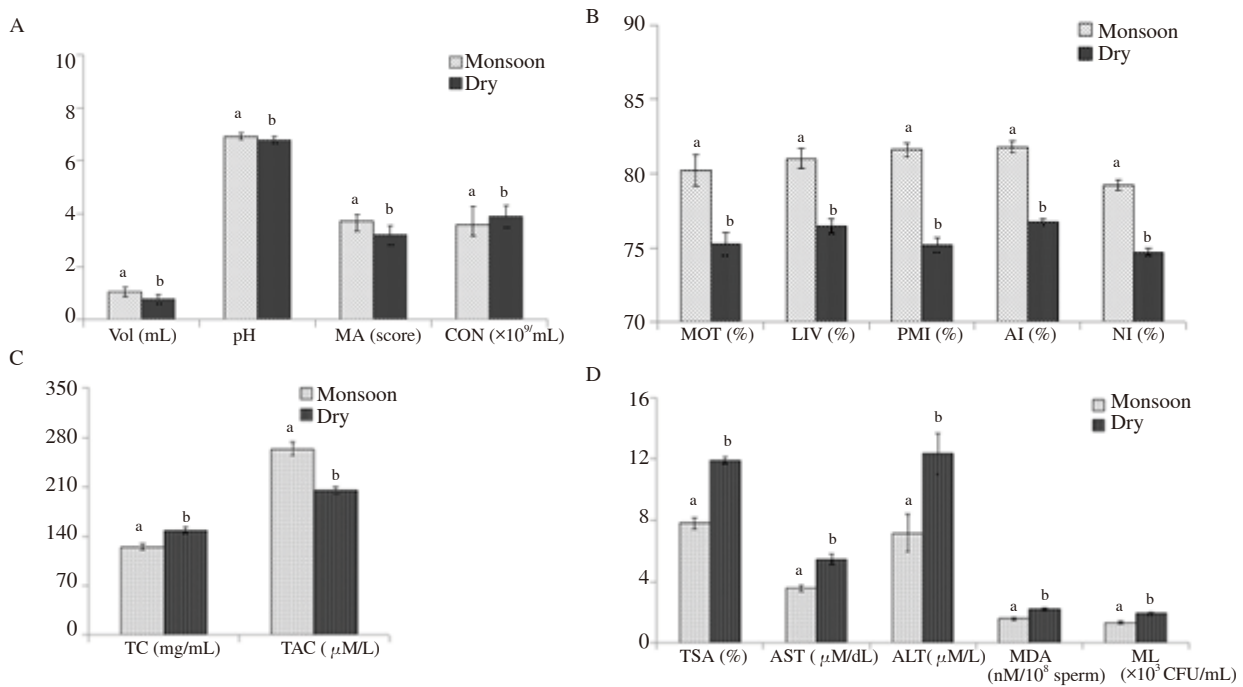 A
Monsoon
Dry
10
8
6
4
2
0
a
b
a
b
a
b
a
b
Vol (mL)
pH
MA (score)
CON (×10⁹/mL)
B
Monsoon
Dry
90
85
80
75
70
a
b
a
b
a
b
a
b
a
b
MOT (%)
LIV (%)
PMI (%)
AI (%)
NI (%)
C
Monsoon
Dry
350
280
210
140
70
0
a
b
a
b
TC (mg/mL)
TAC ( μM/L)
D
Monsoon
Dry
16
12
8
4
0
a
b
a
b
a
b
a
b
a
b
TSA (%)
AST ( μM/dL)
ALT( μM/L)
MDA
(nM/10⁸ sperm)
ML
(×10³ CFU/mL)